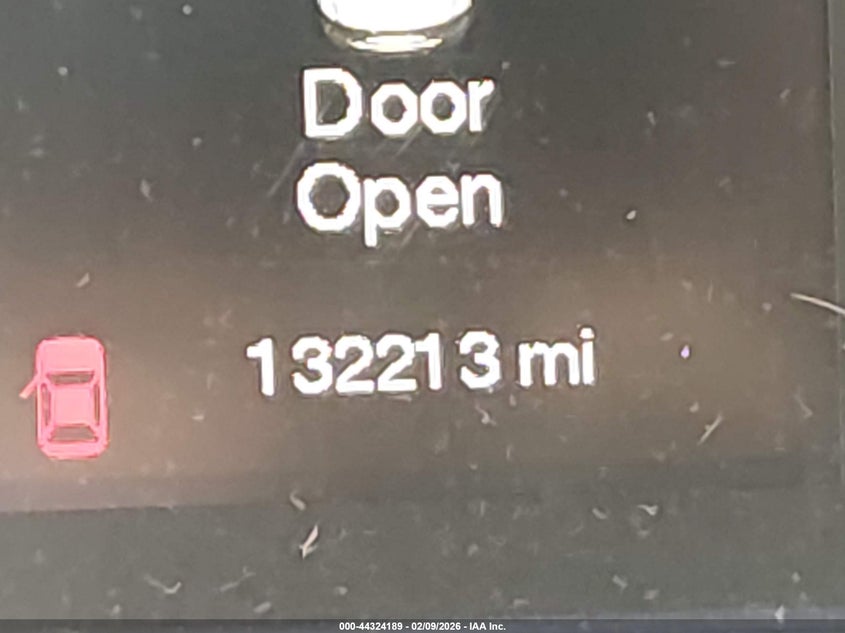 Door
Open
132213 mi
000-44324189 - 02/09/2026 - IAA Inc.